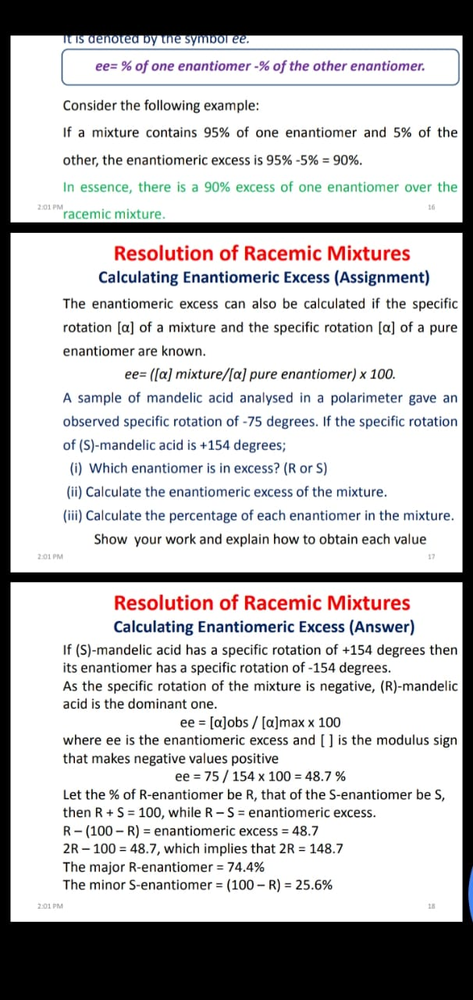 It is denoted by the symbol ee.
ee= % of one enantiomer -% of the other enantiomer.
Consider the following example:
If a mixture contains 95% of one enantiomer and 5% of the
other, the enantiomeric excess is 95% -5% = 90%.
In essence, there is a 90% excess of one enantiomer over the
2:01 PM
16
racemic mixture.
Resolution of Racemic Mixtures
Calculating Enantiomeric Excess (Assignment)
The enantiomeric excess can also be calculated if the specific
rotation [α] of a mixture and the specific rotation [α] of a pure
enantiomer are known.
ee= ([α] mixture/[α] pure enantiomer) x 100.
A sample of mandelic acid analysed in a polarimeter gave an
observed specific rotation of -75 degrees. If the specific rotation
of (S)-mandelic acid is +154 degrees;
(i) Which enantiomer is in excess? (R or S)
(ii) Calculate the enantiomeric excess of the mixture.
(iii) Calculate the percentage of each enantiomer in the mixture.
Show your work and explain how to obtain each value
2:01 PM
17
Resolution of Racemic Mixtures
Calculating Enantiomeric Excess (Answer)
If (S)-mandelic acid has a specific rotation of +154 degrees then
its enantiomer has a specific rotation of -154 degrees.
As the specific rotation of the mixture is negative, (R)-mandelic
acid is the dominant one.
ee = [α]obs / [α]max x 100
where ee is the enantiomeric excess and [ ] is the modulus sign
that makes negative values positive
ee = 75 / 154 x 100 = 48.7 %
Let the % of R-enantiomer be R, that of the S-enantiomer be S,
then R + S = 100, while R – S = enantiomeric excess.
R – (100 – R) = enantiomeric excess = 48.7
2R – 100 = 48.7, which implies that 2R = 148.7
The major R-enantiomer = 74.4%
The minor S-enantiomer = (100 – R) = 25.6%
2:01 PM
18